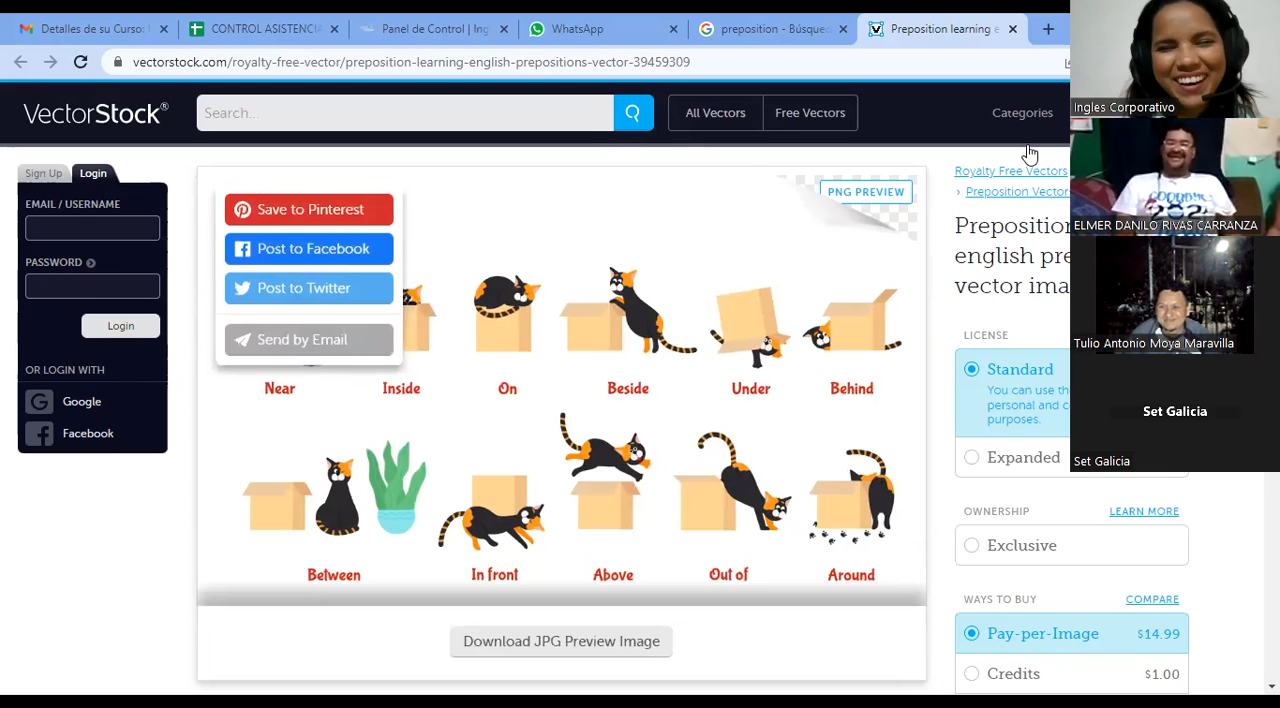 Detalles de su Cursos
CONTROL ASISTENCIA
Panel de Control | Ing
WhatsApp
preposition - Búsqued
Preposition learning e
vectorstock.com/royalty-free-vector/preposition-learning-english-prepositions-vector-39459309
VectorStock®
Search...
All Vectors
Free Vectors
Categories
Ingles Corporativo
ELMER DANILO RIVAS CARRANZA
Tulio Antonio Moya Maravilla
Set Galicia
Set Galicia
Sign Up
Login
EMAIL / USERNAME
PASSWORD
Login
OR LOGIN WITH
Google
Facebook
Save to Pinterest
Post to Facebook
Post to Twitter
Send by Email
PNG PREVIEW
Near
Inside
On
Beside
Under
Behind
Between
In front
Above
Out of
Around
Download JPG Preview Image
Royalty Free Vectors
› Preposition Vector
Preposition
english pre
vector ima
LICENSE
Standard
You can use th
personal and c
purposes.
Expanded
OWNERSHIP
LEARN MORE
Exclusive
WAYS TO BUY
COMPARE
Pay-per-Image
$14.99
Credits
$1.00